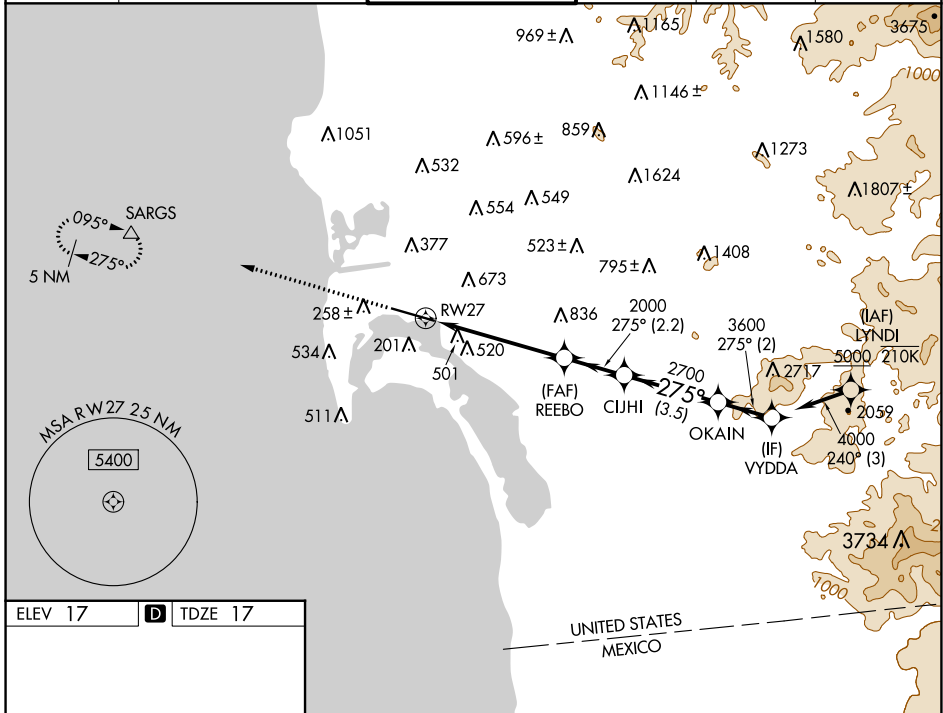 969 ±
1165
1580
3675
1000
1146 ±
1051
596 ±
859
532
1273
1624
1807 ±
549
554
095°
SARGS
377
523 ±
1408
275°
795 ±
5 NM
673
258 ±
RW27
836
2000
275° (2.2)
3600
275° (2)
(IAF)
LYNDI
5000 210K
534
201
520
501
2700
275°
(3.5)
2717
(FAF)
REEBO
CIJHI
511
2059
OKAIN
(IF)
VYDDA
4000
240° (3)
MSA RW27 25 NM
5400
3734
1000
ELEV 17
D
TDZE 17
UNITED STATES
MEXICO